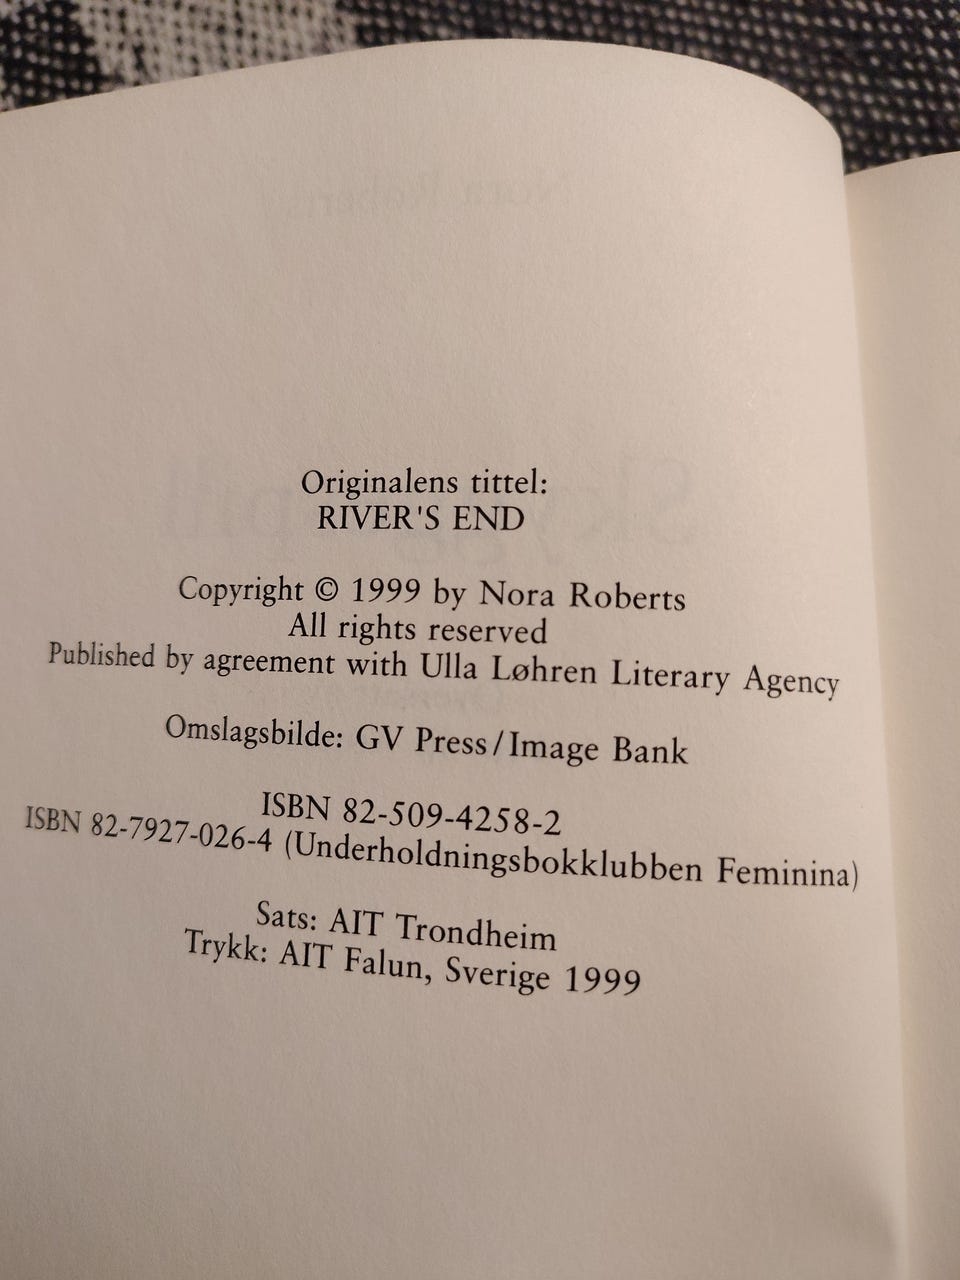 Originalens tittel:
RIVER'S END
Copyright © 1999 by Nora Roberts
All rights reserved
Published by agreement with Ulla Løhren Literary Agency
Omslagsbilde: GV Press/Image Bank
ISBN 82-509-4258-2
ISBN 82-7927-026-4 (Underholdningsbokklubben Feminina)
Sats: AIT Trondheim
Trykk: AIT Falun, Sverige 1999